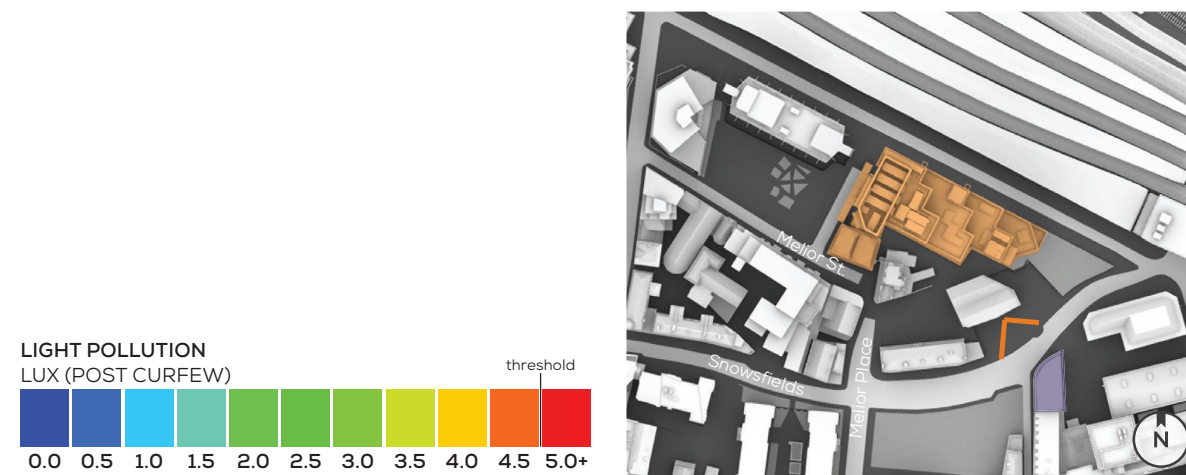 LIGHT POLLUTION
LUX (POST CURFEW)
threshold
0.0 0.5 1.0 1.5 2.0 2.5 3.0 3.5 4.0 4.5 5.0+
Melior St.
Snowsfields
Melior Place
N